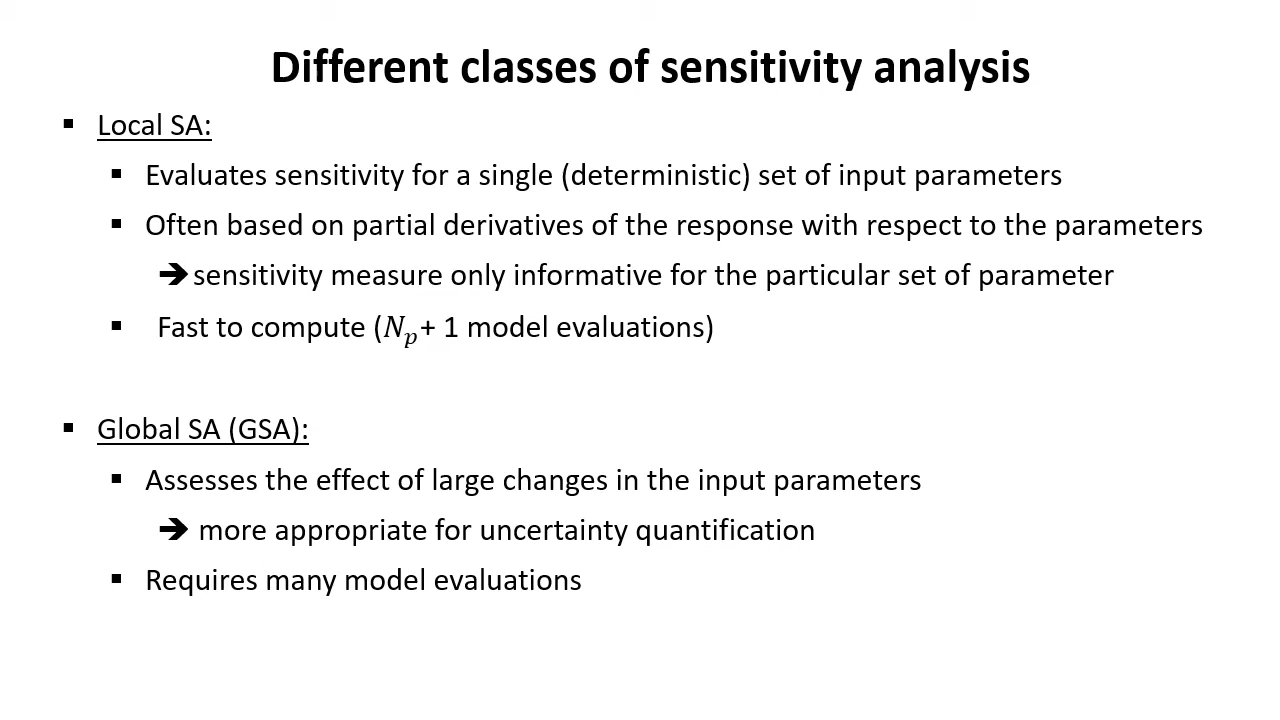 Different classes of sensitivity analysis
▪ Local SA:
▪ Evaluates sensitivity for a single (deterministic) set of input parameters
▪ Often based on partial derivatives of the response with respect to the parameters
➔ sensitivity measure only informative for the particular set of parameter
▪ Fast to compute (𝑁𝑝 + 1 model evaluations)
▪ Global SA (GSA):
▪ Assesses the effect of large changes in the input parameters
➔ more appropriate for uncertainty quantification
▪ Requires many model evaluations